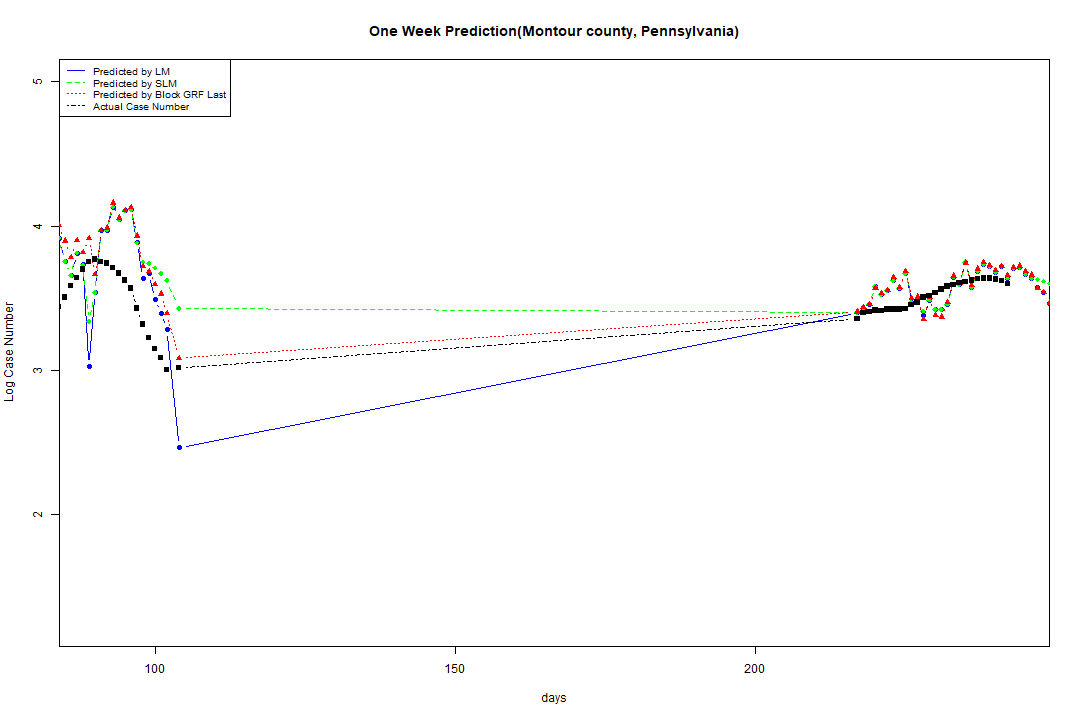 One Week Prediction(Montour county, Pennsylvania)
Predicted by LM
Predicted by SLM
Predicted by Block GRF Last
Actual Case Number
5
4
3
2
Log Case Number
100 150 200
days